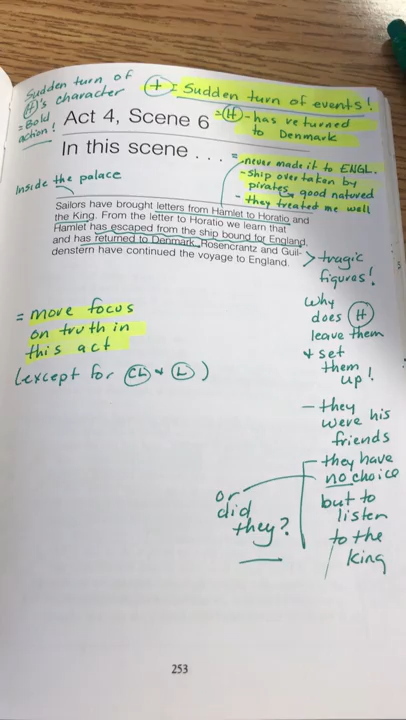 Sudden turn of
(H)'s character
= Bold
action!
(+) = Sudden turn of events!
= (H) - has returned
to Denmark
Act 4, Scene 6
In this scene . . .
= never made it to ENGL.
- ship over taken by
pirates → good natured
- they treated me well
Inside the palace
Sailors have brought letters from Hamlet to Horatio and
the King. From the letter to Horatio we learn that
Hamlet has escaped from the ship bound for England,
and has returned to Denmark. Rosencrantz and Guil-
denstern have continued the voyage to England.
> tragic
figures!
Why
does (H)
leave them
+ set
them
up!
- they
were his
friends
- they have
no choice
but to
listen
to the
King
or
did
they?
= more focus
on truth in
this act
(except for (CL) + (L))
253